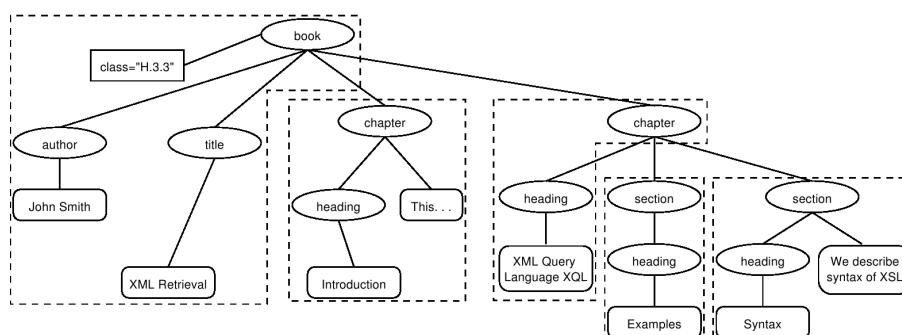 book
class="H.3.3"
author
title
chapter
chapter
John Smith
heading
This. . .
heading
section
section
XML Retrieval
Introduction
XML Query
Language XQL
heading
heading
We describe
syntax of XSL
Examples
Syntax